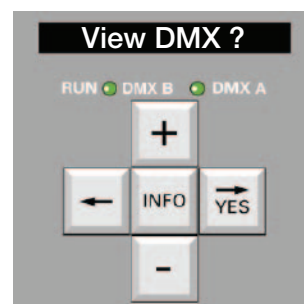 View DMX ?
RUN DMX B DMX A
+
INFO
YES
-